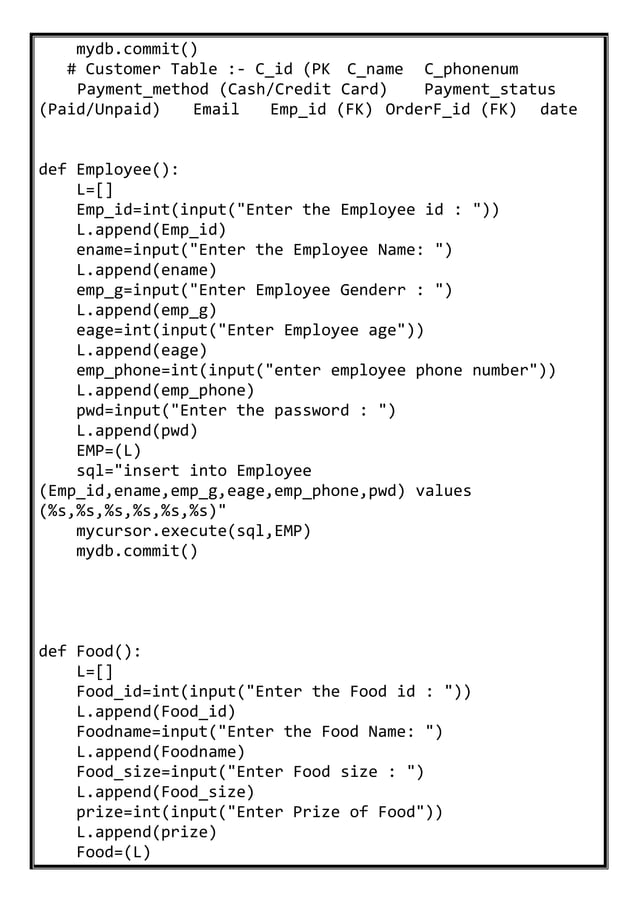 mydb.commit()
# Customer Table :- C_id (PK C_name C_phonenum
Payment_method (Cash/Credit Card) Payment_status
(Paid/Unpaid) Email Emp_id (FK) OrderF_id (FK) date
def Employee():
L=[]
Emp_id=int(input("Enter the Employee id : "))
L.append(Emp_id)
ename=input("Enter the Employee Name: ")
L.append(ename)
emp_g=input("Enter Employee Genderr : ")
L.append(emp_g)
eage=int(input("Enter Employee age"))
L.append(eage)
emp_phone=int(input("enter employee phone number"))
L.append(emp_phone)
pwd=input("Enter the password : ")
L.append(pwd)
EMP=(L)
sql="insert into Employee
(Emp_id,ename,emp_g,eage,emp_phone,pwd) values
(%s,%s,%s,%s,%s,%s)"
mycursor.execute(sql,EMP)
mydb.commit()
def Food():
L=[]
Food_id=int(input("Enter the Food id : "))
L.append(Food_id)
Foodname=input("Enter the Food Name: ")
L.append(Foodname)
Food_size=input("Enter Food size : ")
L.append(Food_size)
prize=int(input("Enter Prize of Food"))
L.append(prize)
Food=(L)